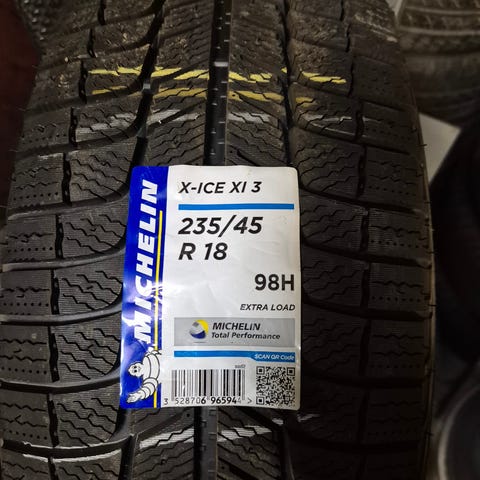 MICHELIN
X-ICE XI 3
235/45
R 18
98H
EXTRA LOAD
MICHELIN
Total Performance
SCAN QR Code
3 528706 965944 >